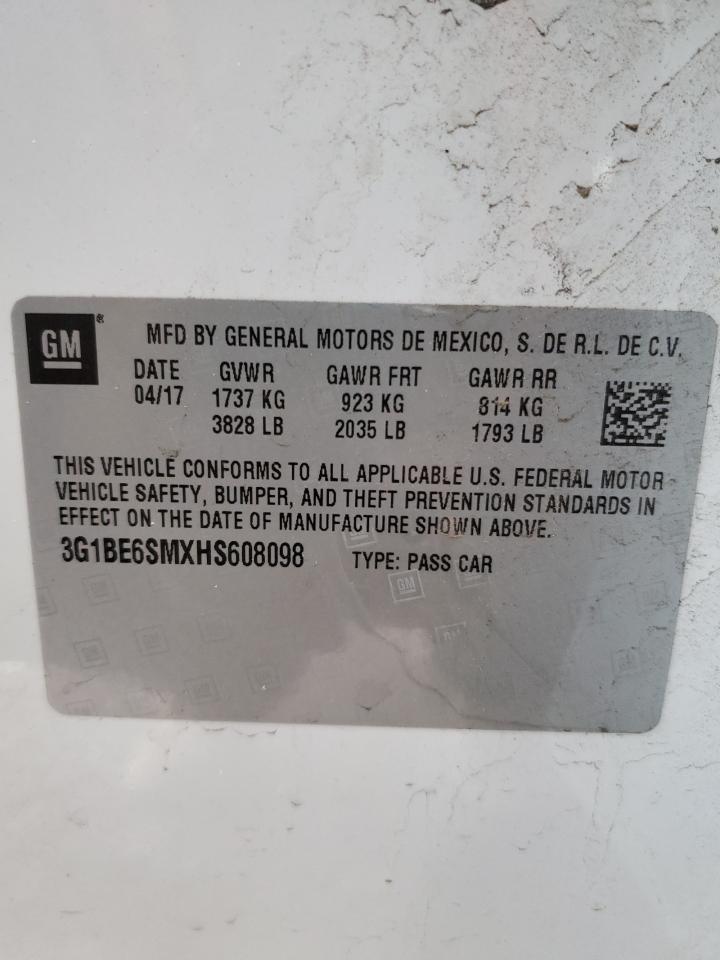 GM®
MFD BY GENERAL MOTORS DE MEXICO, S. DE R.L. DE C.V.
DATE GVWR GAWR FRT GAWR RR
04/17 1737 KG 923 KG 814 KG
3828 LB 2035 LB 1793 LB
THIS VEHICLE CONFORMS TO ALL APPLICABLE U.S. FEDERAL MOTOR
VEHICLE SAFETY, BUMPER, AND THEFT PREVENTION STANDARDS IN
EFFECT ON THE DATE OF MANUFACTURE SHOWN ABOVE.
3G1BE6SMXHS608098 TYPE: PASS CAR